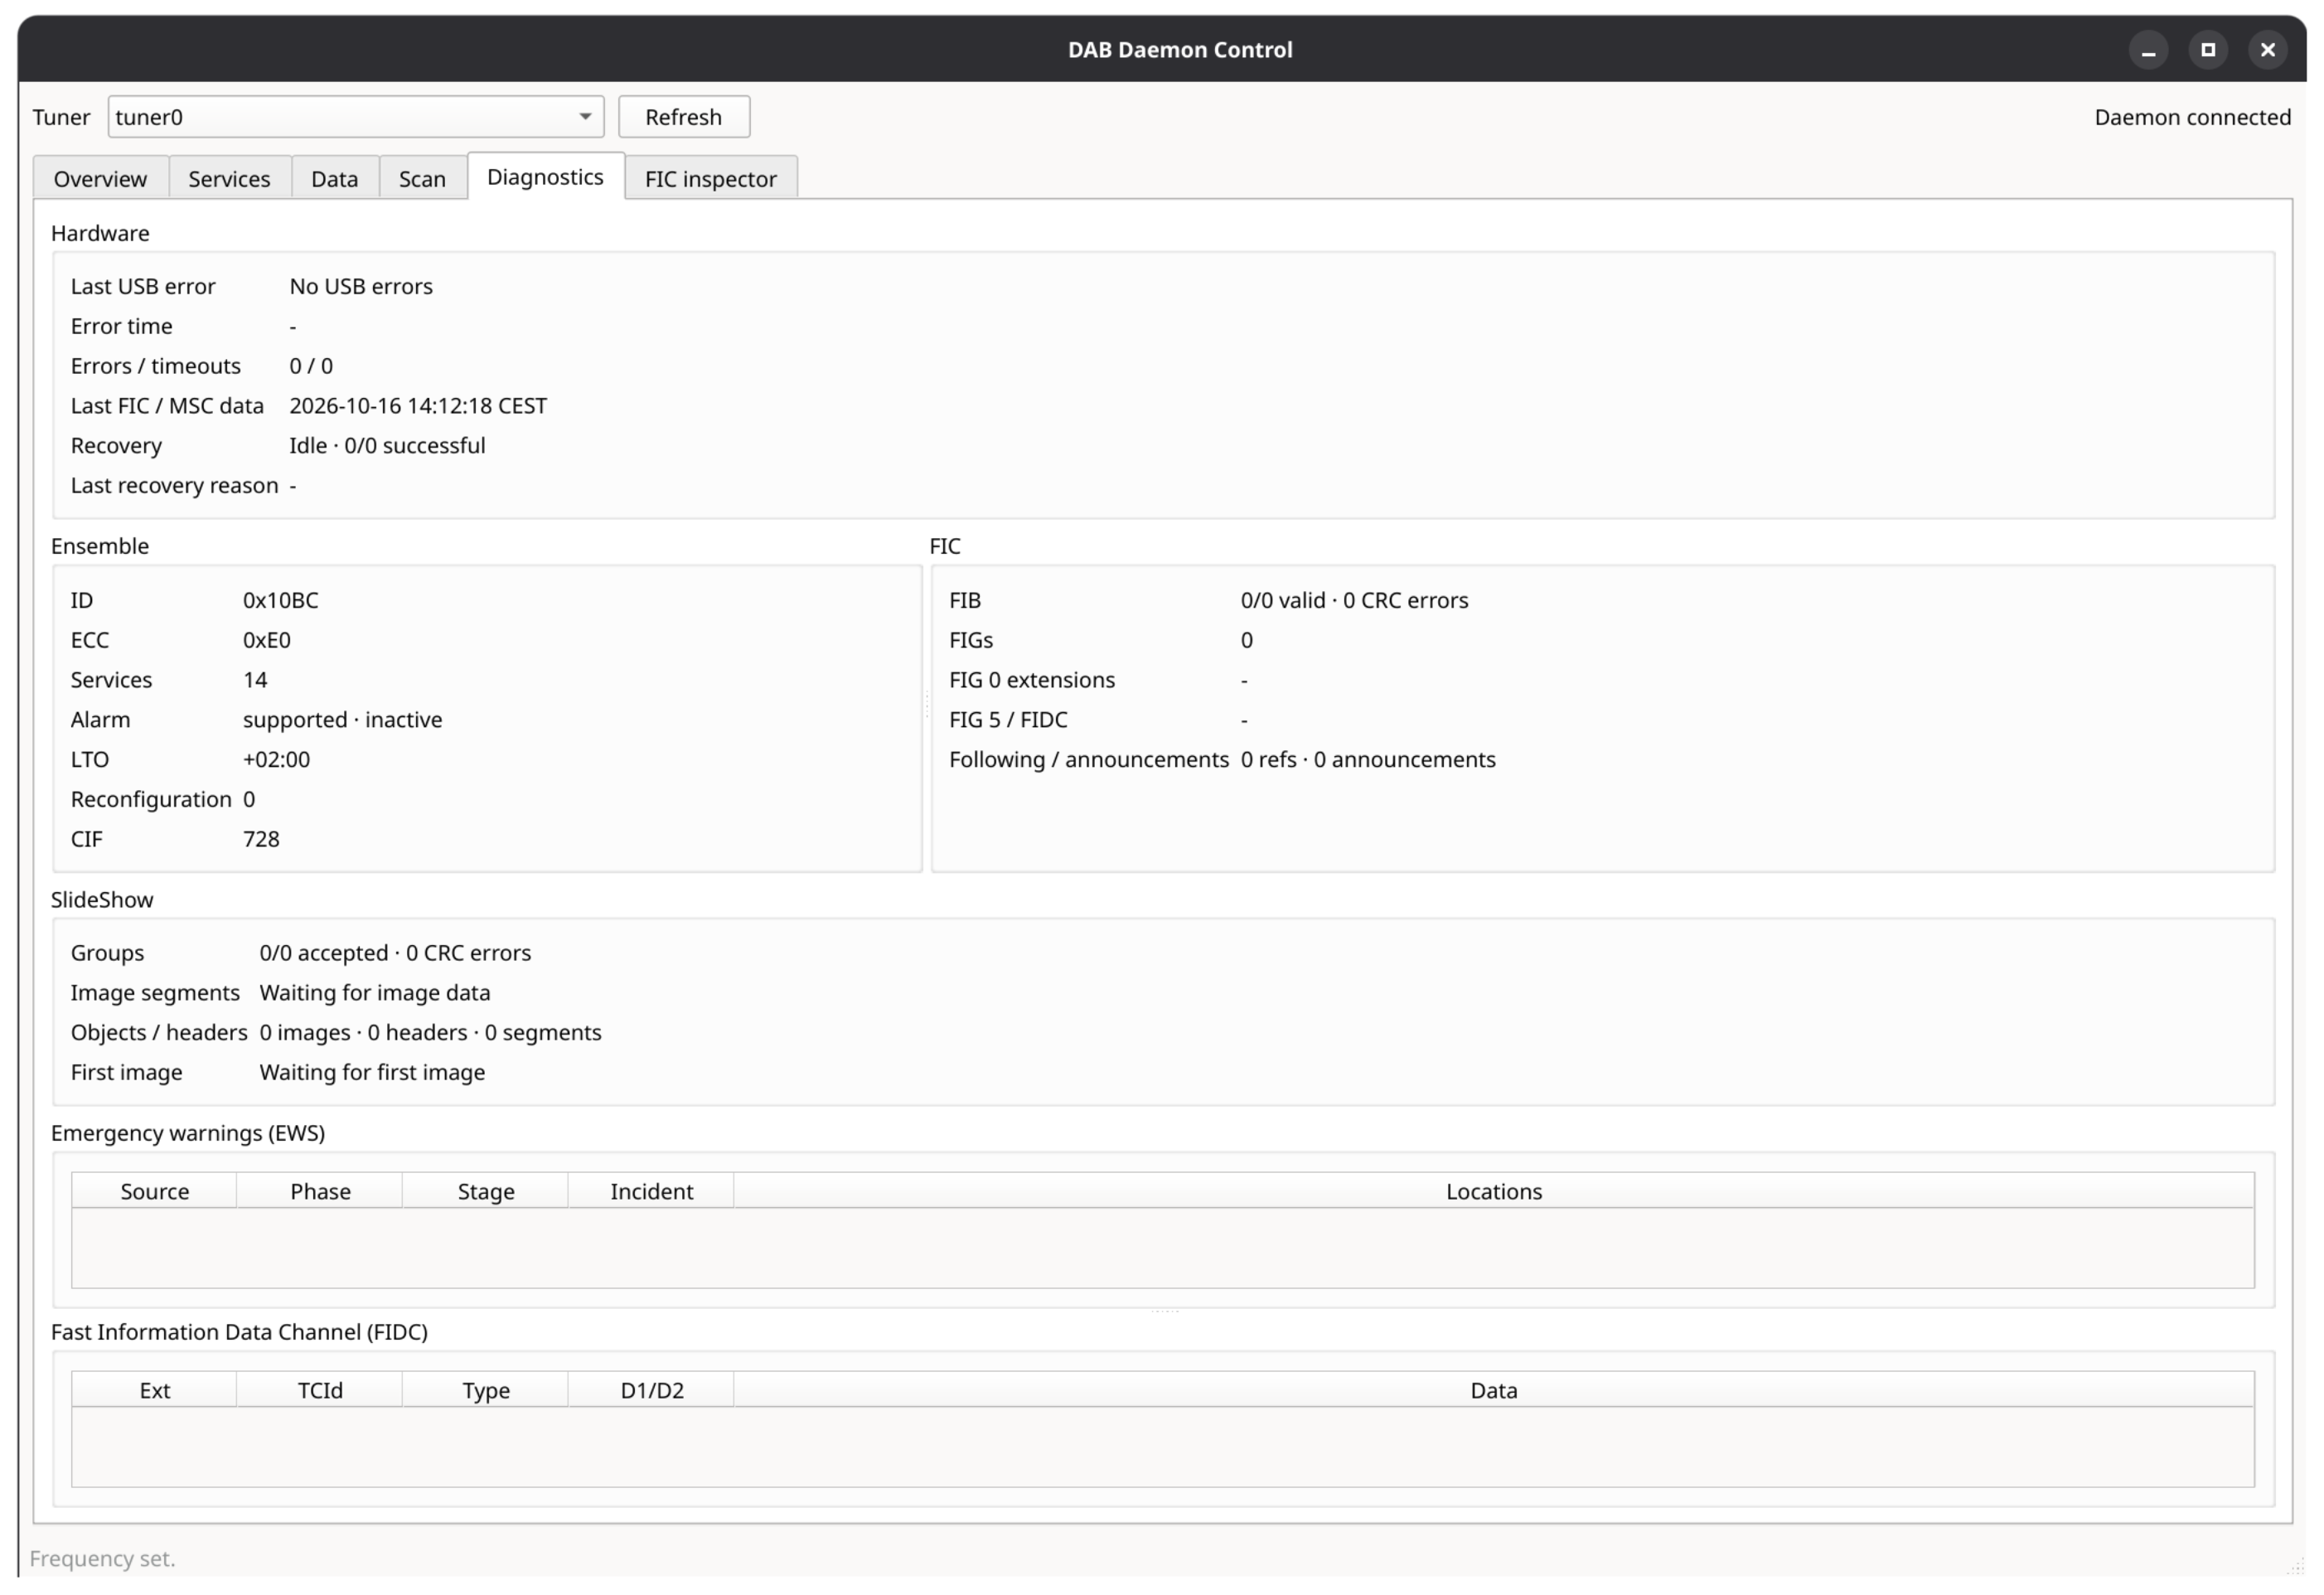 DAB Daemon Control
Tuner tuner0 Refresh Daemon connected
Overview Services Data Scan Diagnostics FIC inspector
Hardware
Last USB error No USB errors
Error time -
Errors / timeouts 0 / 0
Last FIC / MSC data 2026-10-16 14:12:18 CEST
Recovery Idle · 0/0 successful
Last recovery reason -
Ensemble
ID 0x10BC
ECC 0xE0
Services 14
Alarm supported · inactive
LTO +02:00
Reconfiguration 0
CIF 728
FIC
FIB 0/0 valid · 0 CRC errors
FIGs 0
FIG 0 extensions -
FIG 5 / FIDC -
Following / announcements 0 refs · 0 announcements
SlideShow
Groups 0/0 accepted · 0 CRC errors
Image segments Waiting for image data
Objects / headers 0 images · 0 headers · 0 segments
First image Waiting for first image
Emergency warnings (EWS)
Source Phase Stage Incident Locations
Fast Information Data Channel (FIDC)
Ext TCId Type D1/D2 Data
Frequency set.